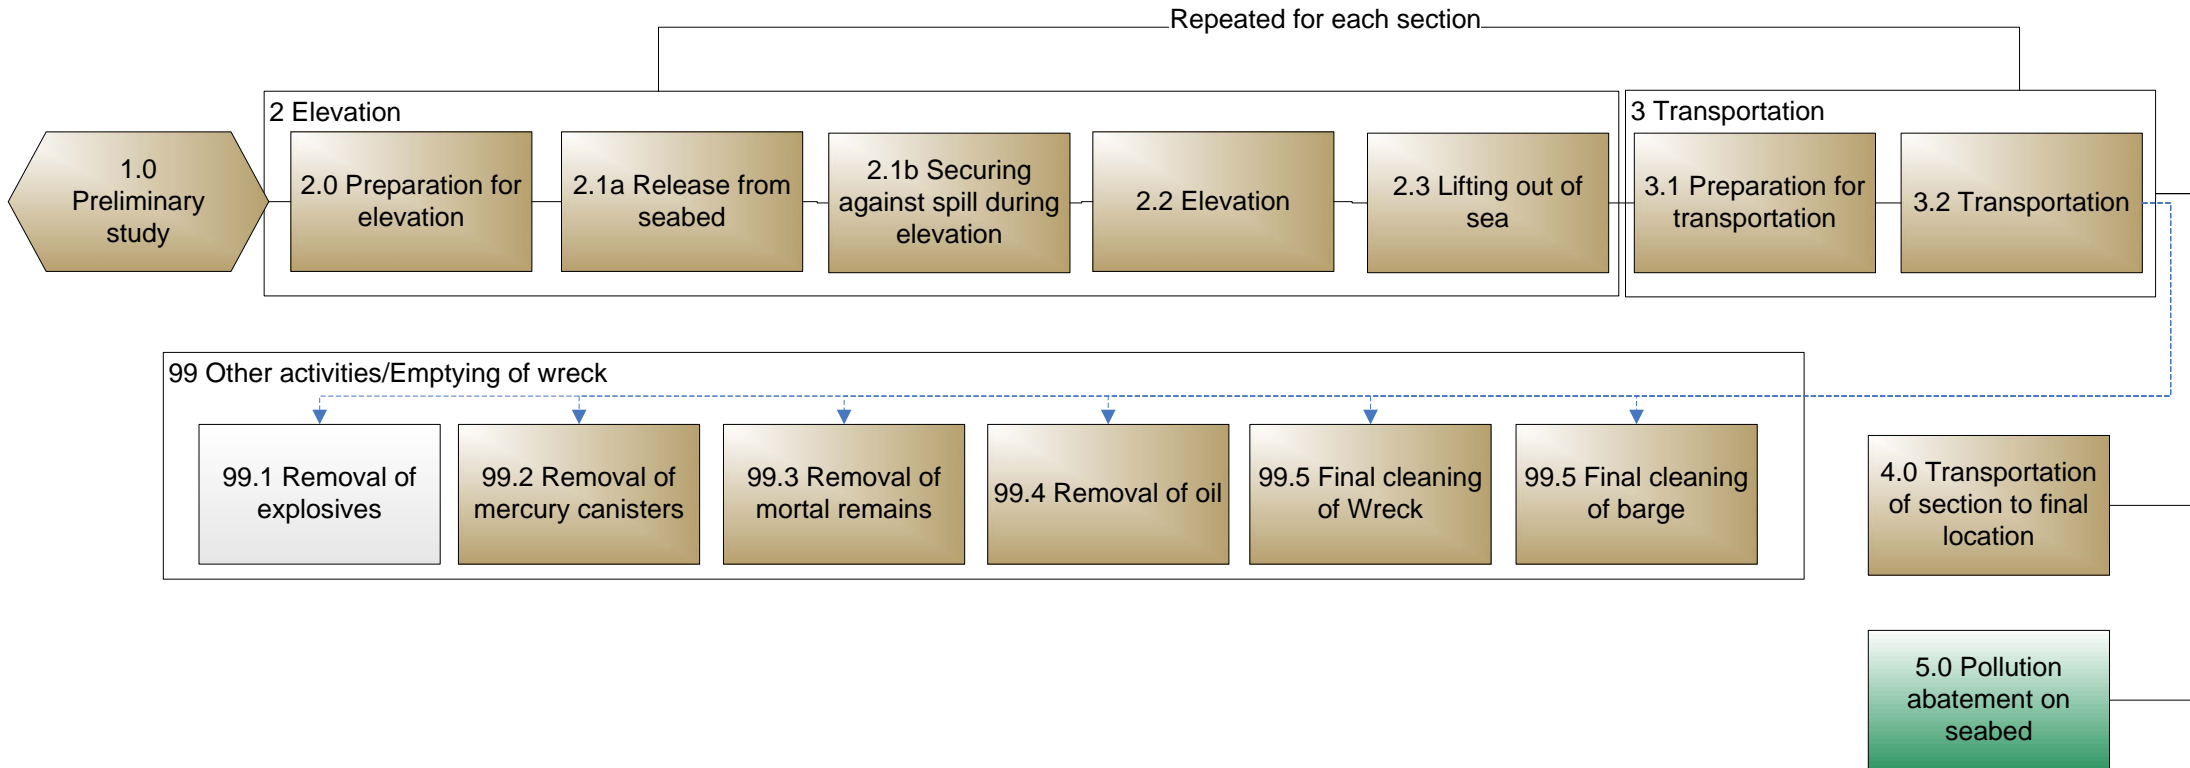 Repeated for each section
2 Elevation
3 Transportation
1.0
Preliminary
study
2.0 Preparation for
elevation
2.1a Release from
seabed
2.1b Securing
against spill during
elevation
2.2 Elevation
2.3 Lifting out of
sea
3.1 Preparation for
transportation
3.2 Transportation
99 Other activities/Emptying of wreck
99.1 Removal of
explosives
99.2 Removal of
mercury canisters
99.3 Removal of
mortal remains
99.4 Removal of oil
99.5 Final cleaning
of Wreck
99.5 Final cleaning
of barge
4.0 Transportation
of section to final
location
5.0 Pollution
abatement on
seabed